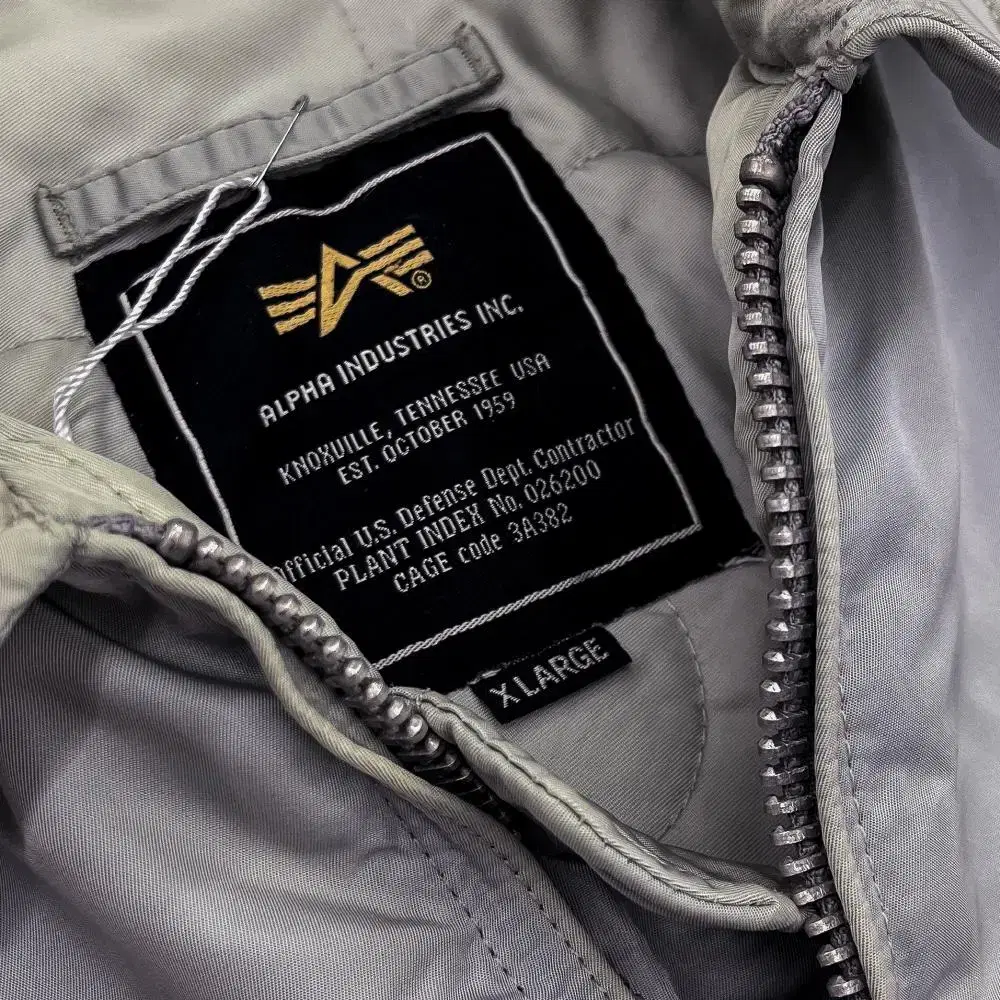 ®
ALPHA INDUSTRIES INC.
KNOXVILLE, TENNESSEE USA
EST. OCTOBER 1959
Official U.S. Defense Dept. Contractor
PLANT INDEX No. 026200
CAGE code 3A382
X LARGE